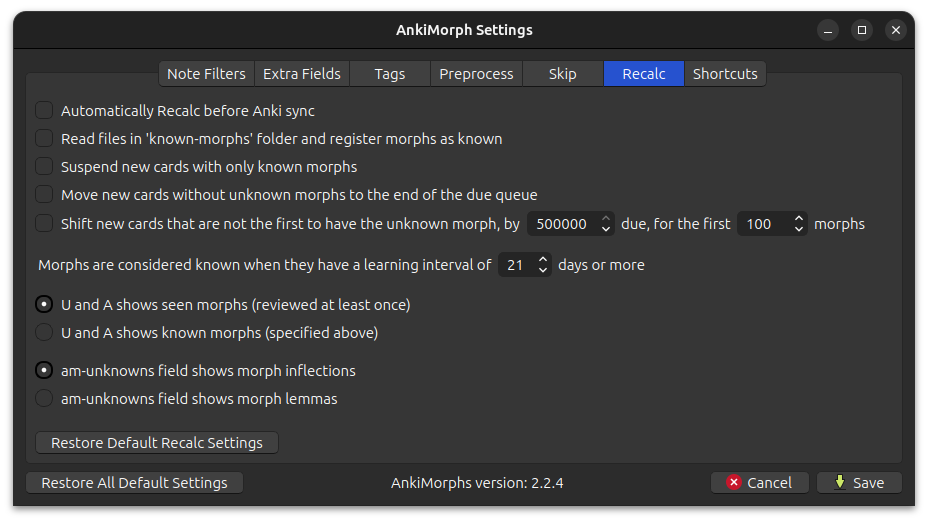 AnkiMorph Settings
Note Filters Extra Fields Tags Preprocess Skip Recalc Shortcuts
Automatically Recalc before Anki sync
Read files in 'known-morphs' folder and register morphs as known
Suspend new cards with only known morphs
Move new cards without unknown morphs to the end of the due queue
Shift new cards that are not the first to have the unknown morph, by 500000 due, for the first 100 morphs
Morphs are considered known when they have a learning interval of 21 days or more
U and A shows seen morphs (reviewed at least once)
U and A shows known morphs (specified above)
am-unknowns field shows morph inflections
am-unknowns field shows morph lemmas
Restore Default Recalc Settings
Restore All Default Settings AnkiMorphs version: 2.2.4 Cancel Save